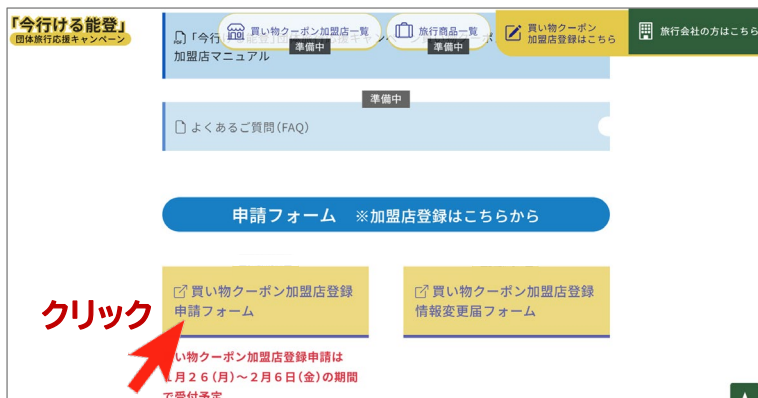 「今行ける能登」
団体旅行応援キャンペーン
買い物クーポン加盟店一覧
準備中
旅行商品一覧
準備中
買い物クーポン
加盟店登録はこちら
旅行会社の方はこちら
「今行
加盟店マニュアル
準備中
よくあるご質問(FAQ)
申請フォーム ※加盟店登録はこちらから
買い物クーポン加盟店登録
申請フォーム
買い物クーポン加盟店登録
情報変更届フォーム
クリック
い物クーポン加盟店登録申請は
月26(月)～2月6日(金)の期間
で受付予定